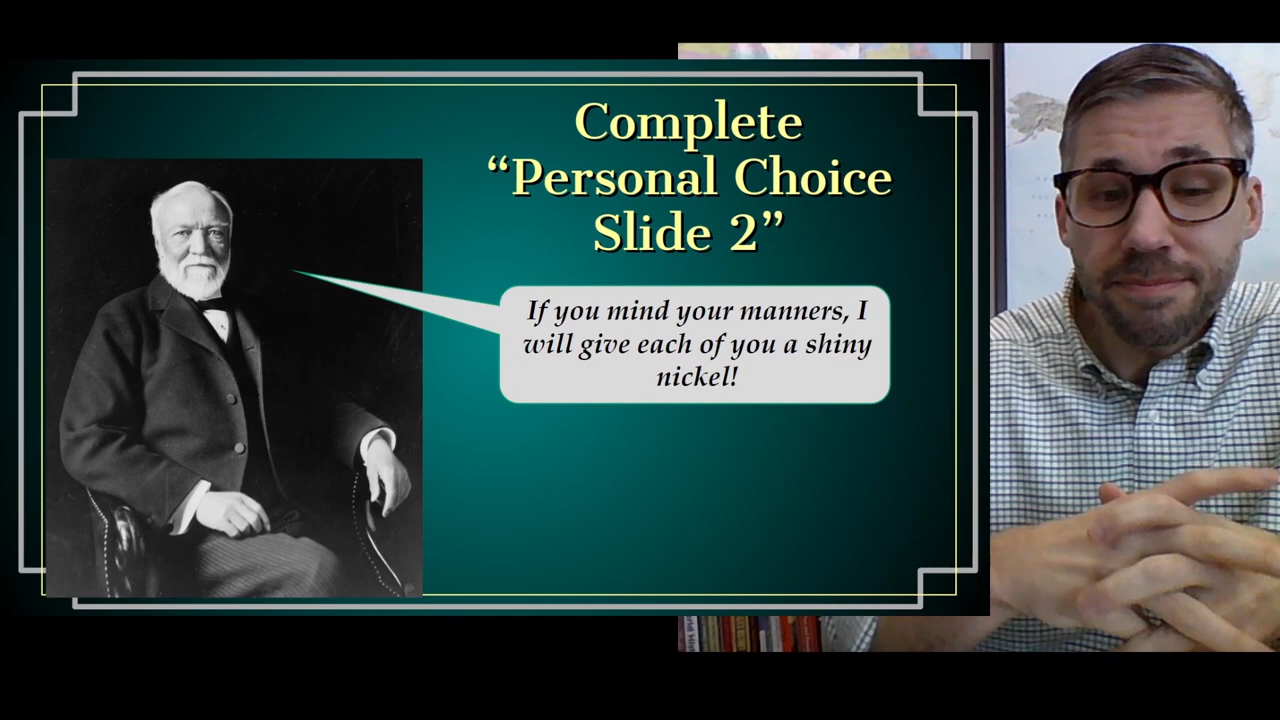 Complete
“Personal Choice
Slide 2”
If you mind your manners, I
will give each of you a shiny
nickel!